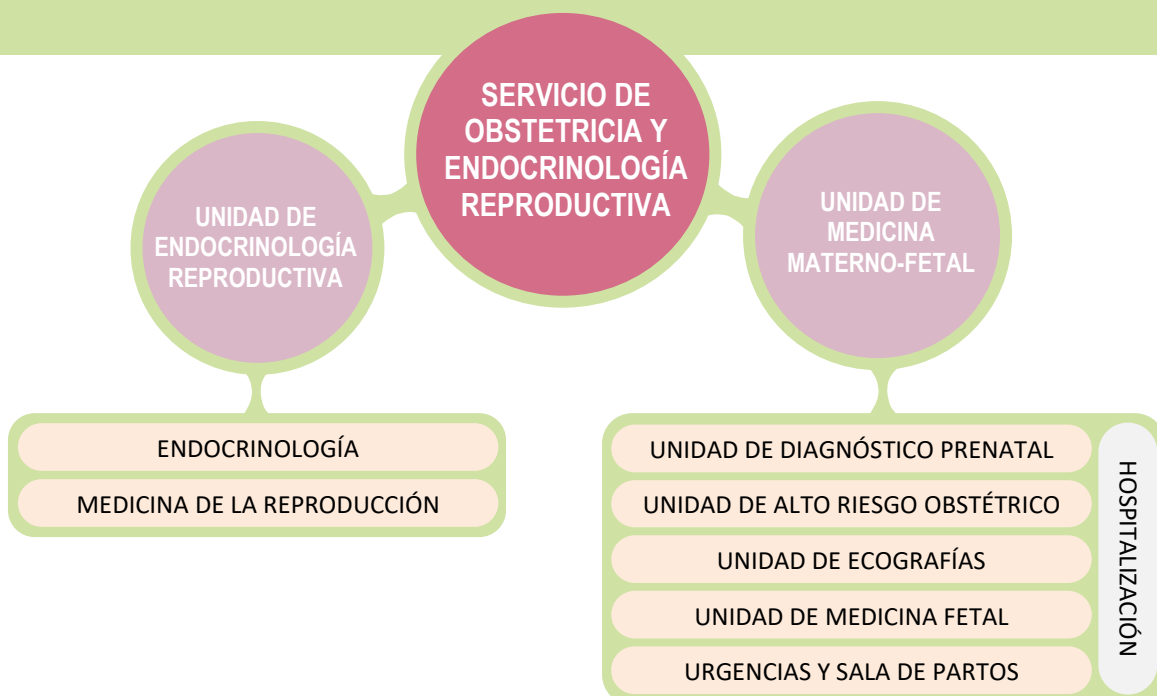 SERVICIO DE
OBSTETRICIA Y
ENDOCRINOLOGÍA
REPRODUCTIVA
UNIDAD DE
ENDOCRINOLOGÍA
REPRODUCTIVA
UNIDAD DE
MEDICINA
MATERNO-FETAL
ENDOCRINOLOGÍA
MEDICINA DE LA REPRODUCCIÓN
UNIDAD DE DIAGNÓSTICO PRENATAL
UNIDAD DE ALTO RIESGO OBSTÉTRICO
UNIDAD DE ECOGRAFÍAS
UNIDAD DE MEDICINA FETAL
URGENCIAS Y SALA DE PARTOS
HOSPITALIZACIÓN